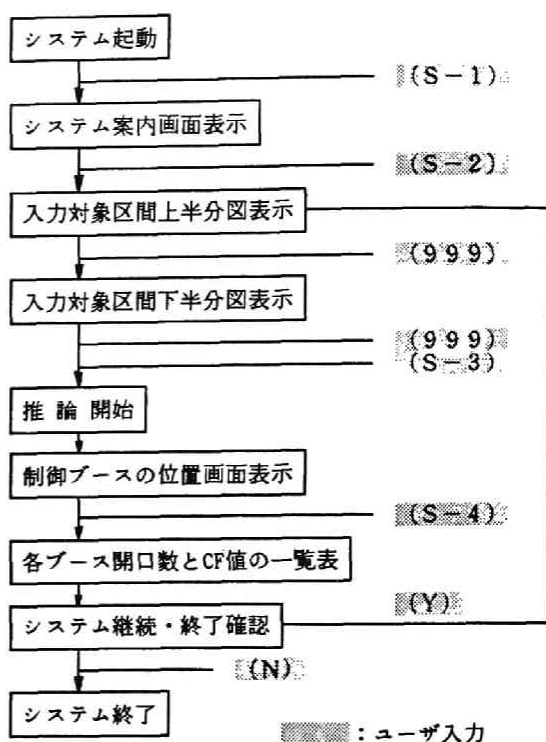 システム起動
(S-1)
システム案内画面表示
(S-2)
入力対象区間上半分図表示
(999)
入力対象区間下半分図表示
(999)
(S-3)
推 論 開始
制御ブースの位置画面表示
(S-4)
各ブース開口数とCF値の一覧表
(Y)
システム継続・終了確認
(N)
システム終了
:ユーザ入力